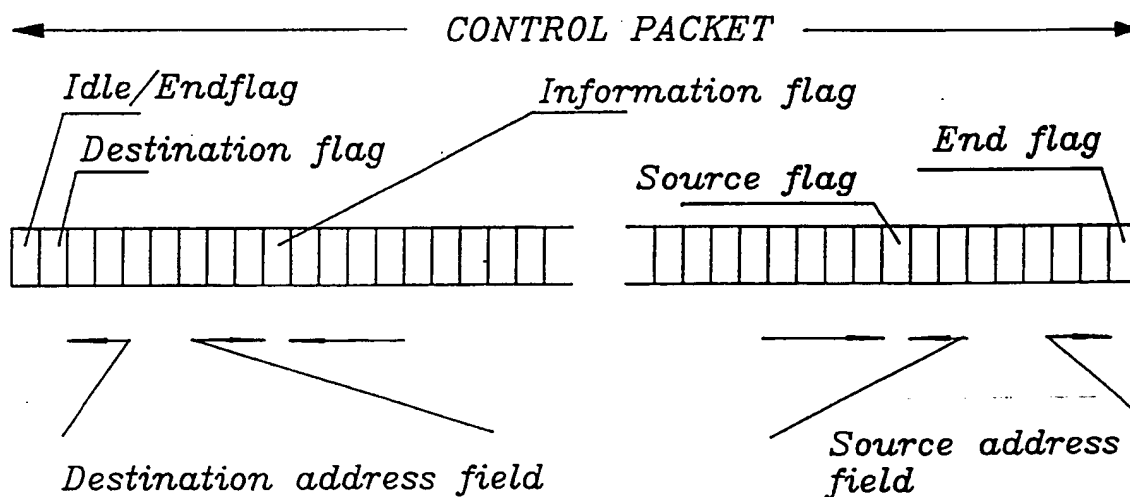 CONTROL PACKET
Idle/Endflag
Information flag
Destination flag
End flag
Source flag
Destination address field
Source address
field